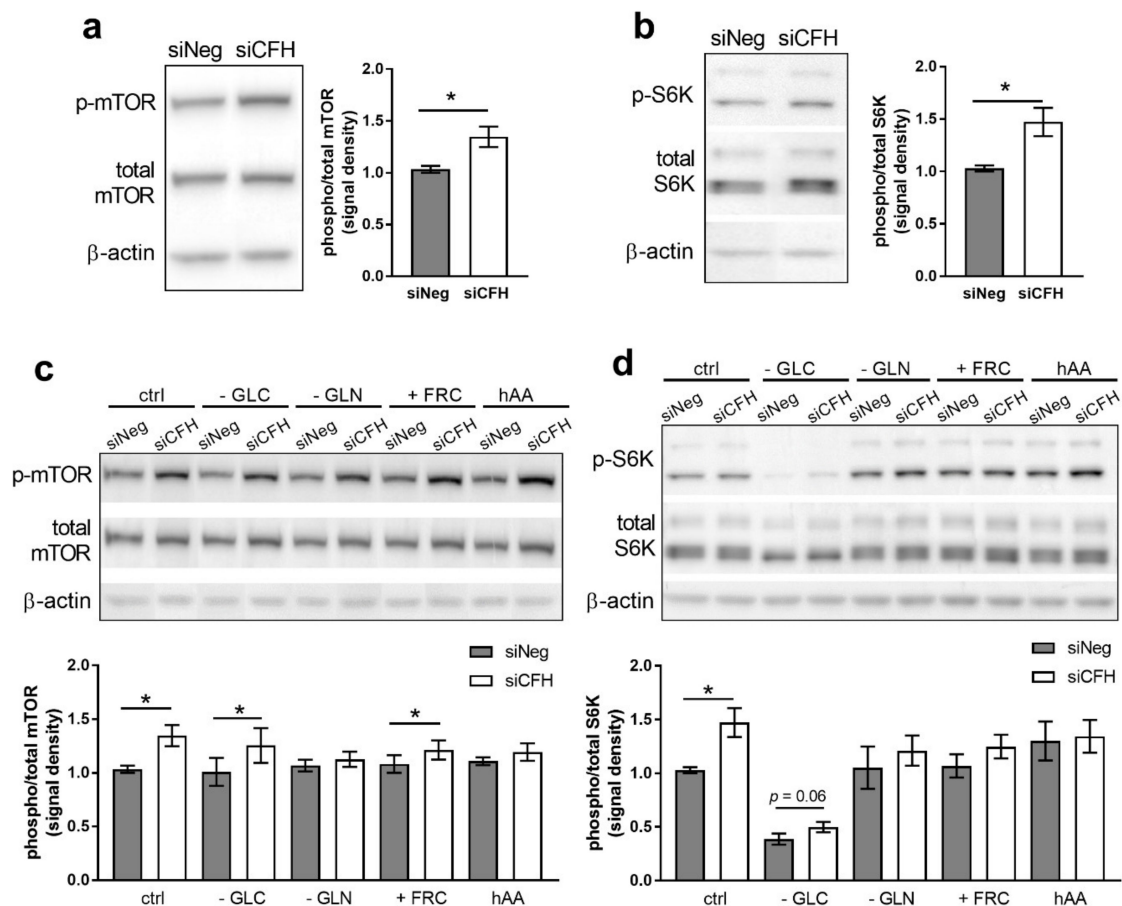 a
siNeg siCFH
p-mTOR
total
mTOR
β-actin
phospho/total mTOR
(signal density)
2.0
1.5
1.0
0.5
0.0
*
siNeg siCFH
b
siNeg siCFH
p-S6K
total
S6K
β-actin
phospho/total S6K
(signal density)
2.0
1.5
1.0
0.5
0.0
*
siNeg siCFH
c
ctrl - GLC - GLN + FRC hAA
siNeg siCFH siNeg siCFH siNeg siCFH siNeg siCFH siNeg siCFH
p-mTOR
total
mTOR
β-actin
siNeg
siCFH
phospho/total mTOR
(signal density)
2.0
1.5
1.0
0.5
0.0
* * *
ctrl - GLC - GLN + FRC hAA
d
ctrl - GLC - GLN + FRC hAA
siNeg siCFH siNeg siCFH siNeg siCFH siNeg siCFH siNeg siCFH
p-S6K
total
S6K
β-actin
siNeg
siCFH
phospho/total S6K
(signal density)
2.0
1.5
1.0
0.5
0.0
*
p = 0.06
ctrl - GLC - GLN + FRC hAA